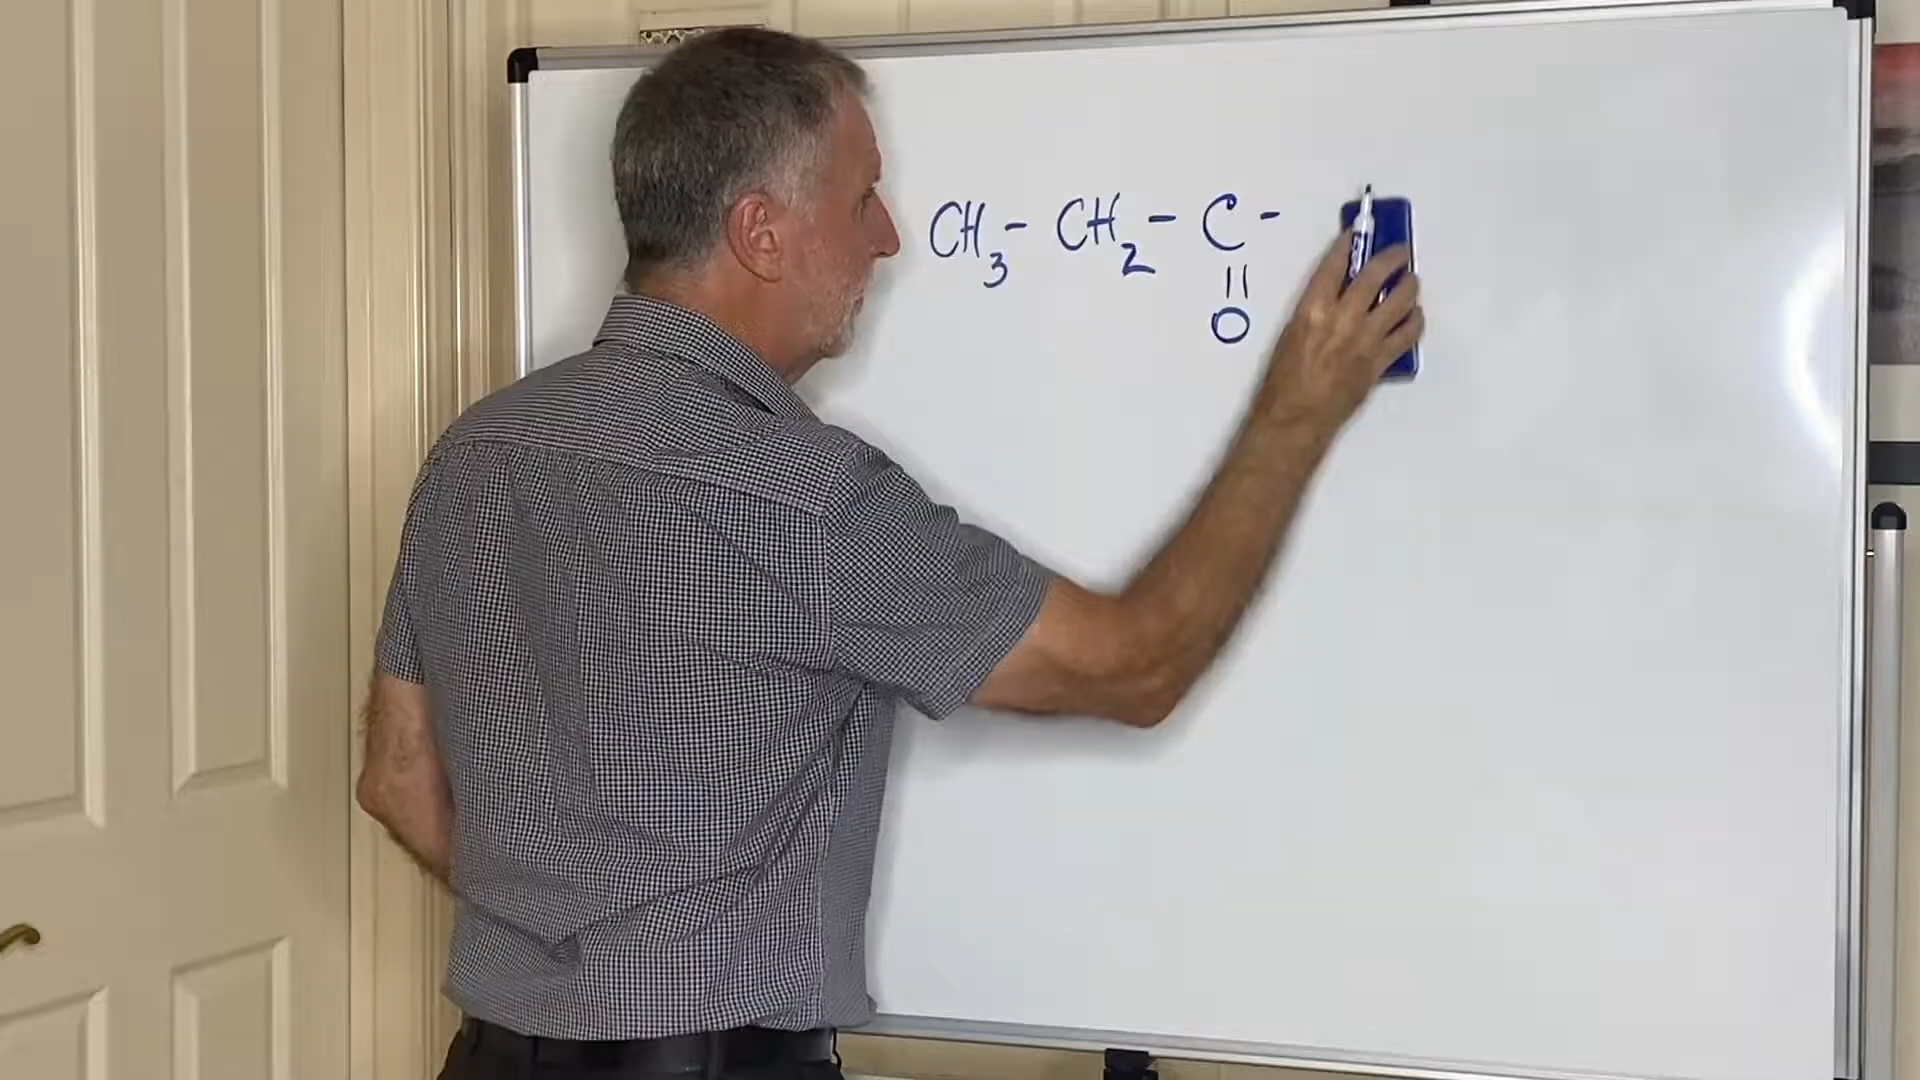 CH₃ - CH₂ - C -
||
O